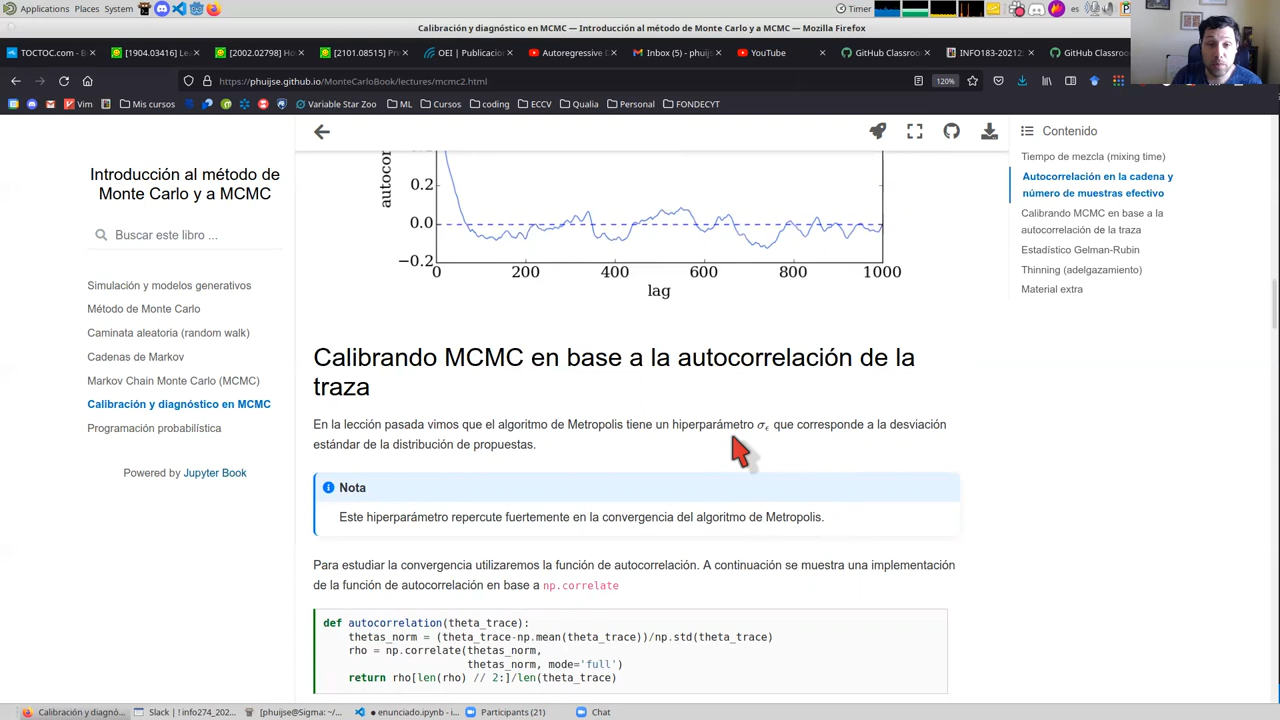 Applications Places System
Timer
es
Calibración y diagnóstico en MCMC — Introducción al método de Monte Carlo y a MCMC — Mozilla Firefox
TOCTOC.com - B
[1904.03416] Le
[2002.02798] Ho
[2101.08515] Pr
OEI | Publicacio
Autoregressive
Inbox (5) - phuijs
YouTube
GitHub Classroo
INFO183-20212
GitHub Classro
https://phuijse.github.io/MonteCarloBook/lectures/mcmc2.html
120%
Vim
Mis cursos
Variable Star Zoo
ML
Cursos
coding
ECCV
Qualia
Personal
FONDECYT
Introducción al método de
Monte Carlo y a MCMC
Buscar este libro ...
Simulación y modelos generativos
Método de Monte Carlo
Caminata aleatoria (random walk)
Cadenas de Markov
Markov Chain Monte Carlo (MCMC)
Calibración y diagnóstico en MCMC
Programación probabilística
Powered by Jupyter Book
autocor
0.2
0.0
−0.2
0 200 400 600 800 1000
lag
Calibrando MCMC en base a la autocorrelación de la
traza
En la lección pasada vimos que el algoritmo de Metropolis tiene un hiperparámetro σϵ que corresponde a la desviación
estándar de la distribución de propuestas.
Nota
Este hiperparámetro repercute fuertemente en la convergencia del algoritmo de Metropolis.
Para estudiar la convergencia utilizaremos la función de autocorrelación. A continuación se muestra una implementación
de la función de autocorrelación en base a np.correlate
def autocorrelation(theta_trace):
thetas_norm = (theta_trace-np.mean(theta_trace))/np.std(theta_trace)
rho = np.correlate(thetas_norm,
thetas_norm, mode='full')
return rho[len(rho) // 2:]/len(theta_trace)
Contenido
Tiempo de mezcla (mixing time)
Autocorrelación en la cadena y
número de muestras efectivo
Calibrando MCMC en base a la
autocorrelación de la traza
Estadístico Gelman-Rubin
Thinning (adelgazamiento)
Material extra
Calibración y diagnó...
Slack | ! info274_202...
[phuijse@Sigma: ~/...
● enunciado.ipynb - i...
Participants (21)
Chat